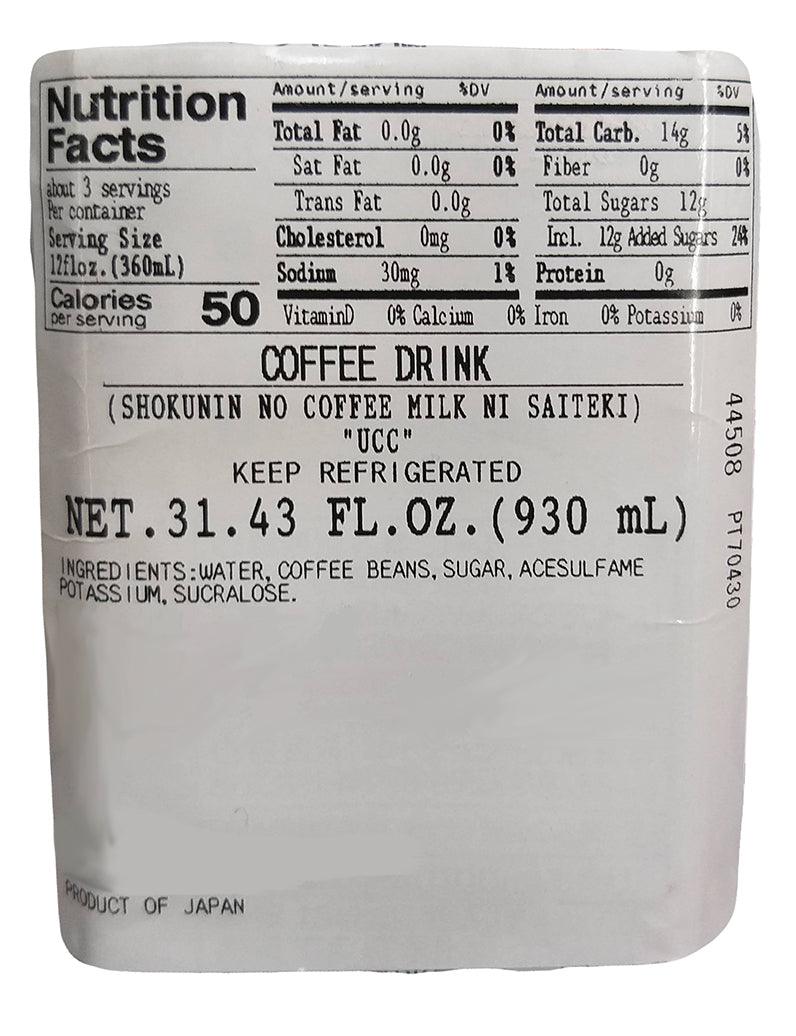 Nutrition
Facts
about 3 servings
Per container
Serving Size
12floz.(360mL)
Calories
per serving
50
Amount/serving %DV
Total Fat 0.0g 0%
Sat Fat 0.0g 0%
Trans Fat 0.0g
Cholesterol 0mg 0%
Sodium 30mg 1%
Amount/serving %DV
Total Carb. 14g 5%
Fiber 0g 0%
Total Sugars 12g
Incl. 12g Added Sugars 24%
Protein 0g
VitaminD 0% Calcium 0% Iron 0% Potassium 0%
COFFEE DRINK
(SHOKUNIN NO COFFEE MILK NI SAITEKI)
"UCC"
KEEP REFRIGERATED
NET.31.43 FL.OZ.(930 mL)
INGREDIENTS:WATER, COFFEE BEANS, SUGAR, ACESULFAME
POTASSIUM, SUCRALOSE.
44508 PT70430
PRODUCT OF JAPAN